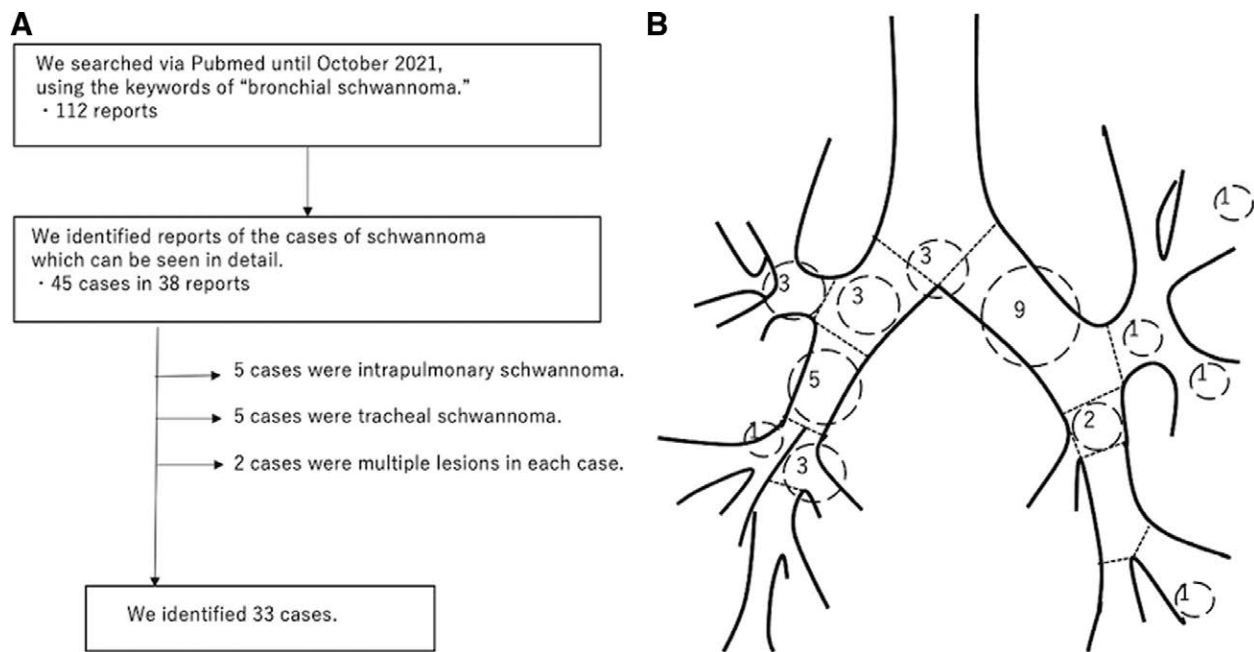 A
We searched via Pubmed until October 2021,
using the keywords of “bronchial schwannoma.”
・112 reports
We identified reports of the cases of schwannoma
which can be seen in detail.
・45 cases in 38 reports
5 cases were intrapulmonary schwannoma.
5 cases were tracheal schwannoma.
2 cases were multiple lesions in each case.
We identified 33 cases.
B
1
3
3
3
9
1
5
1
2
1
3
1